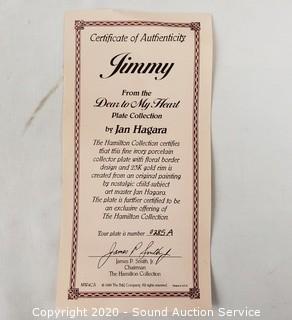 Certificate of Authenticity
Jimmy
From the
Dear to My Heart
Plate Collection
by Jan Hagara
The Hamilton Collection certifies
that this fine ivory porcelain
collector plate with floral border
design and 23K gold rim is
created from an original painting
by nostalgic child-subject
art master Jan Hagara.
The plate is further certified to be
an exclusive offering of
The Hamilton Collection.
Your plate is number 0285A
James P. Smith, Jr.
James P. Smith, Jr.
Chairman
The Hamilton Collection
Copyright 2020 - Sound Auction Service